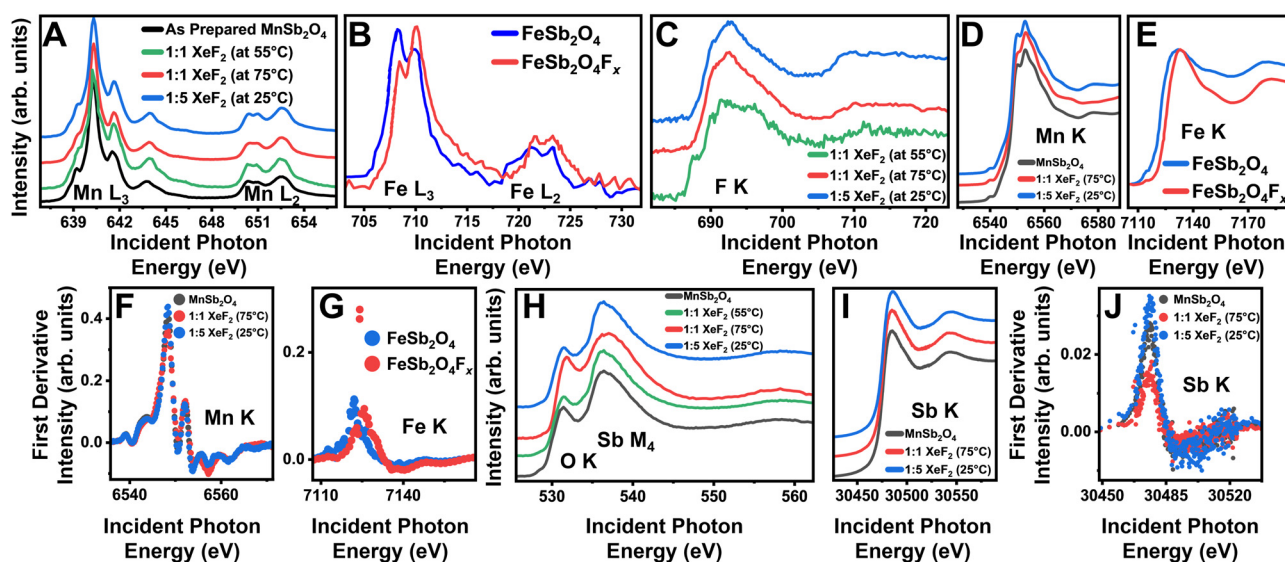 Intensity (arb. units)
A
As Prepared MnSb₂O₄
1:1 XeF₂ (at 55°C)
1:1 XeF₂ (at 75°C)
1:5 XeF₂ (at 25°C)
Mn L₃
Mn L₂
639 642 645 648 651 654
Incident Photon
Energy (eV)
B
FeSb₂O₄
FeSb₂O₄Fₓ
Fe L₃
Fe L₂
705 710 715 720 725 730
Incident Photon
Energy (eV)
C
F K
1:1 XeF₂ (at 55°C)
1:1 XeF₂ (at 75°C)
1:5 XeF₂ (at 25°C)
690 700 710 720
Incident Photon
Energy (eV)
D
Mn K
MnSb₂O₄
1:1 XeF₂ (75°C)
1:5 XeF₂ (25°C)
6540 6560 6580
Incident Photon
Energy (eV)
E
Fe K
FeSb₂O₄
FeSb₂O₄Fₓ
7110 7140 7170
Incident Photon
Energy (eV)
First Derivative
Intensity (arb. units)
F
MnSb₂O₄
1:1 XeF₂ (75°C)
1:5 XeF₂ (25°C)
Mn K
0.4
0.2
0.0
6540 6560
Incident Photon
Energy (eV)
G
FeSb₂O₄
FeSb₂O₄Fₓ
Fe K
0.2
0.0
7110 7140
Incident Photon
Energy (eV)
Intensity (arb. units)
H
MnSb₂O₄
1:1 XeF₂ (55°C)
1:1 XeF₂ (75°C)
1:5 XeF₂ (25°C)
Sb M₄
O K
530 540 550 560
Incident Photon
Energy (eV)
I
Sb K
MnSb₂O₄
1:1 XeF₂ (75°C)
1:5 XeF₂ (25°C)
30450 30500 30550
Incident Photon
Energy (eV)
First Derivative
Intensity (arb. units)
J
MnSb₂O₄
1:1 XeF₂ (75°C)
1:5 XeF₂ (25°C)
Sb K
0.02
0.00
30450 30485 30520
Incident Photon
Energy (eV)